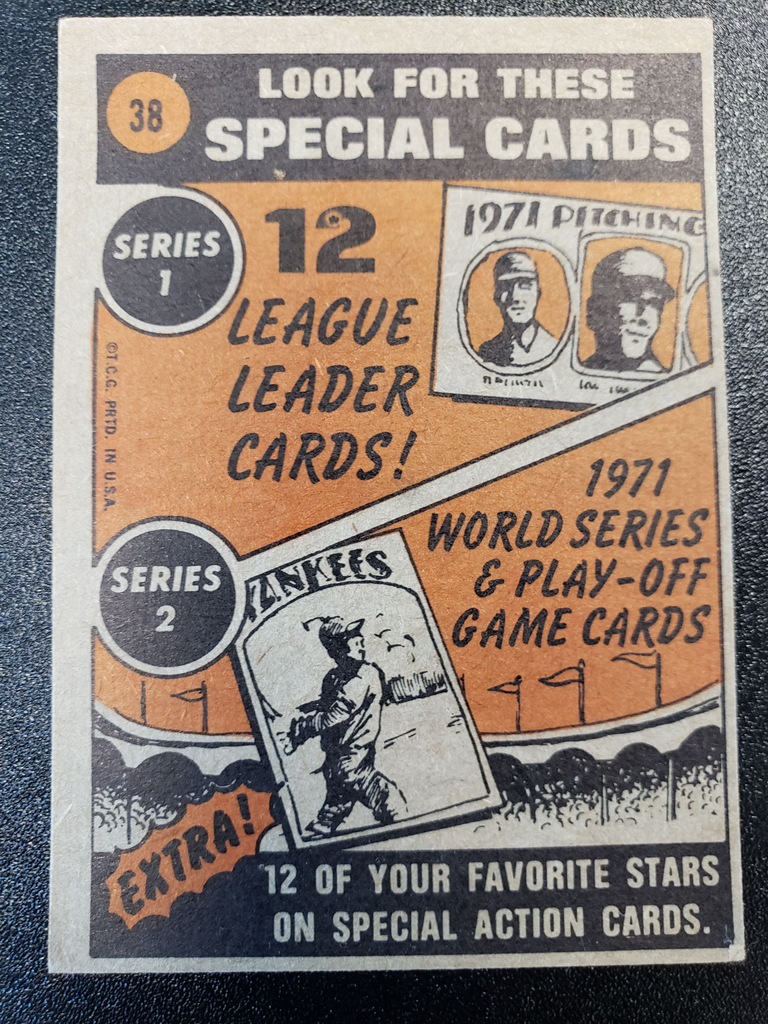 38
LOOK FOR THESE
SPECIAL CARDS
SERIES
1
12
LEAGUE
LEADER
CARDS!
1971 PITCHING
©T.C.G. PRTD. IN U.S.A.
SERIES
2
1971
WORLD SERIES
& PLAY-OFF
GAME CARDS
YANKEES
EXTRA!
12 OF YOUR FAVORITE STARS
ON SPECIAL ACTION CARDS.